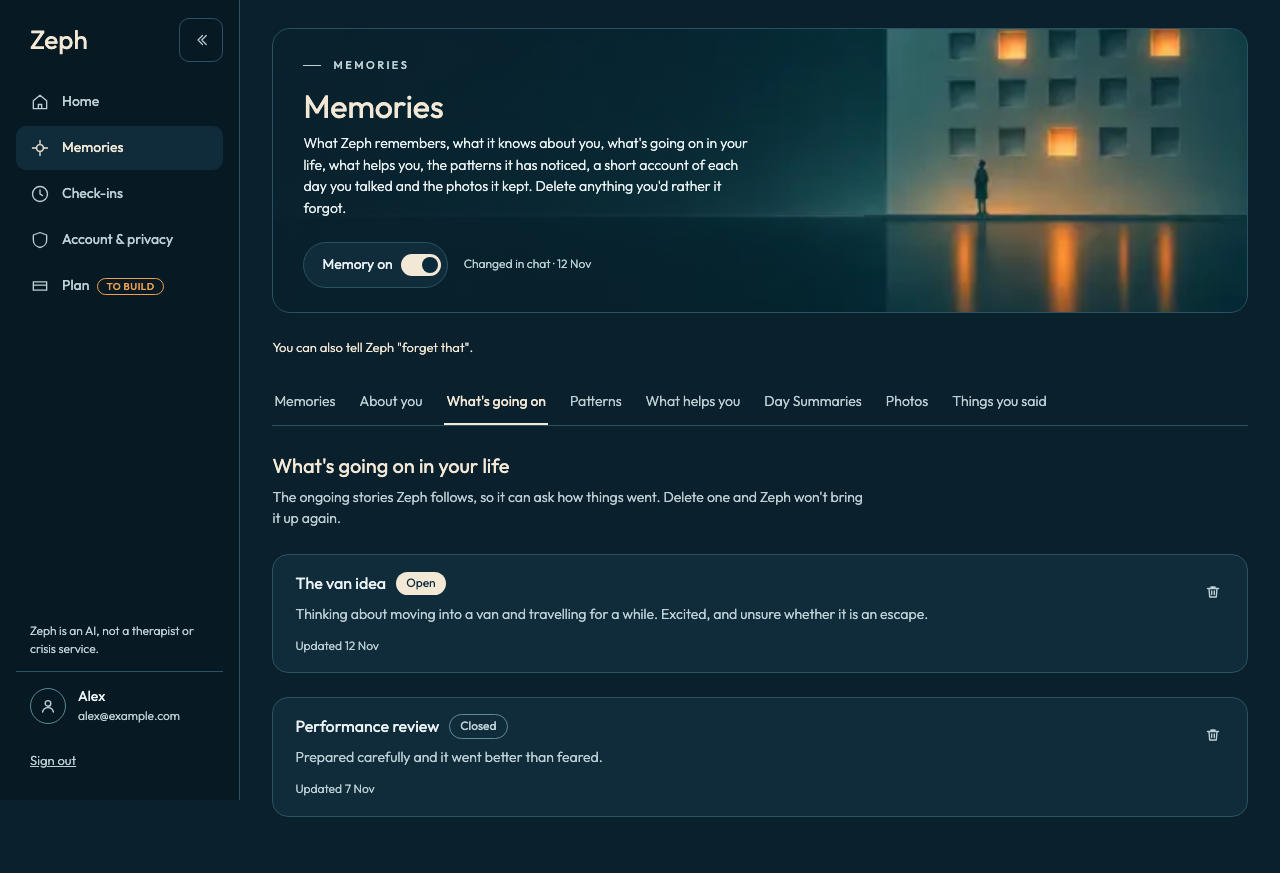 Zeph
Home
Memories
Check-ins
Account & privacy
Plan TO BUILD
Zeph is an AI, not a therapist or
crisis service.
Alex
alex@example.com
Sign out
MEMORIES
Memories
What Zeph remembers, what it knows about you, what's going on in your
life, what helps you, the patterns it has noticed, a short account of each
day you talked and the photos it kept. Delete anything you'd rather it
forgot.
Memory on
Changed in chat · 12 Nov
You can also tell Zeph "forget that".
Memories About you What's going on Patterns What helps you Day Summaries Photos Things you said
What's going on in your life
The ongoing stories Zeph follows, so it can ask how things went. Delete one and Zeph won't bring
it up again.
The van idea Open
Thinking about moving into a van and travelling for a while. Excited, and unsure whether it is an escape.
Updated 12 Nov
Performance review Closed
Prepared carefully and it went better than feared.
Updated 7 Nov